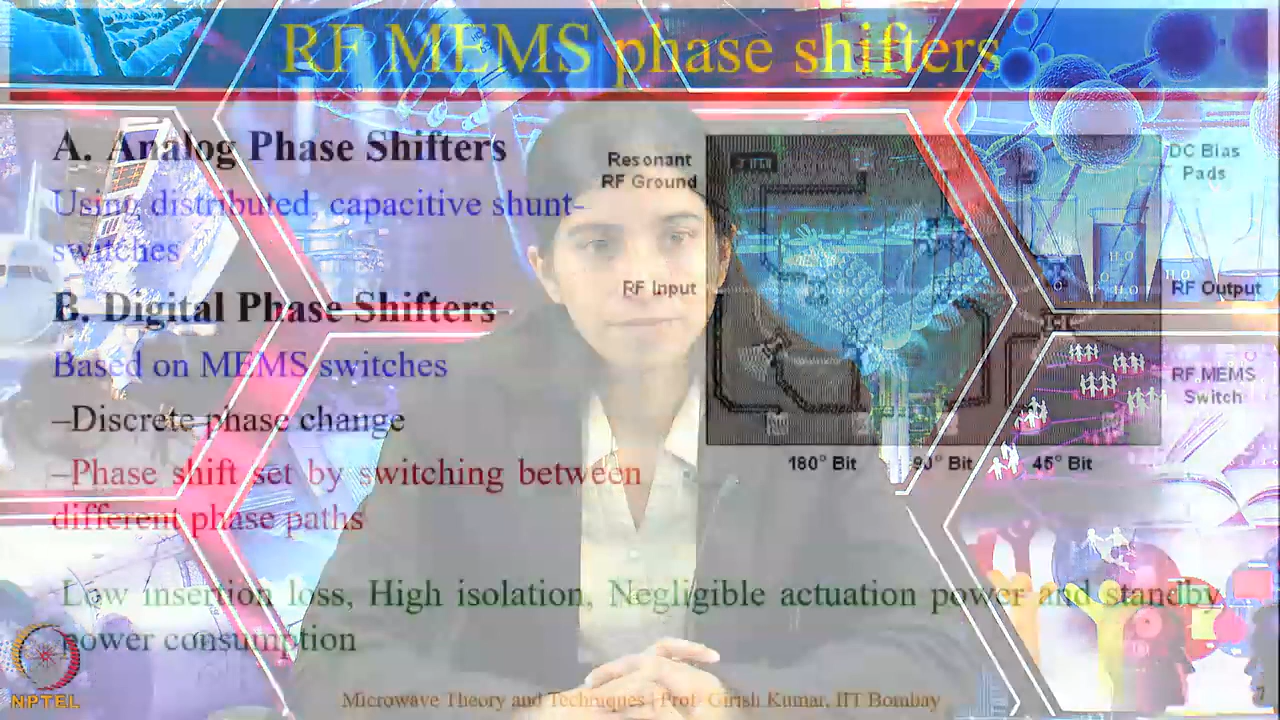 RF MEMS phase shifters
A. Analog Phase Shifters
Using distributed, capacitive shunt-
switches
B. Digital Phase Shifters
Based on MEMS switches
–Discrete phase change
–Phase shift set by switching between
different phase paths
Resonant
RF Ground
RF Input
DC Bias
Pads
RF Output
RF MEMS
Switch
180° Bit
90° Bit
45° Bit
H₂O
H₂O
H₂O
Low insertion loss, High isolation, Negligible actuation power and standby
power consumption
NPTEL
Microwave Theory and Techniques | Prof. Girish Kumar, IIT Bombay
7